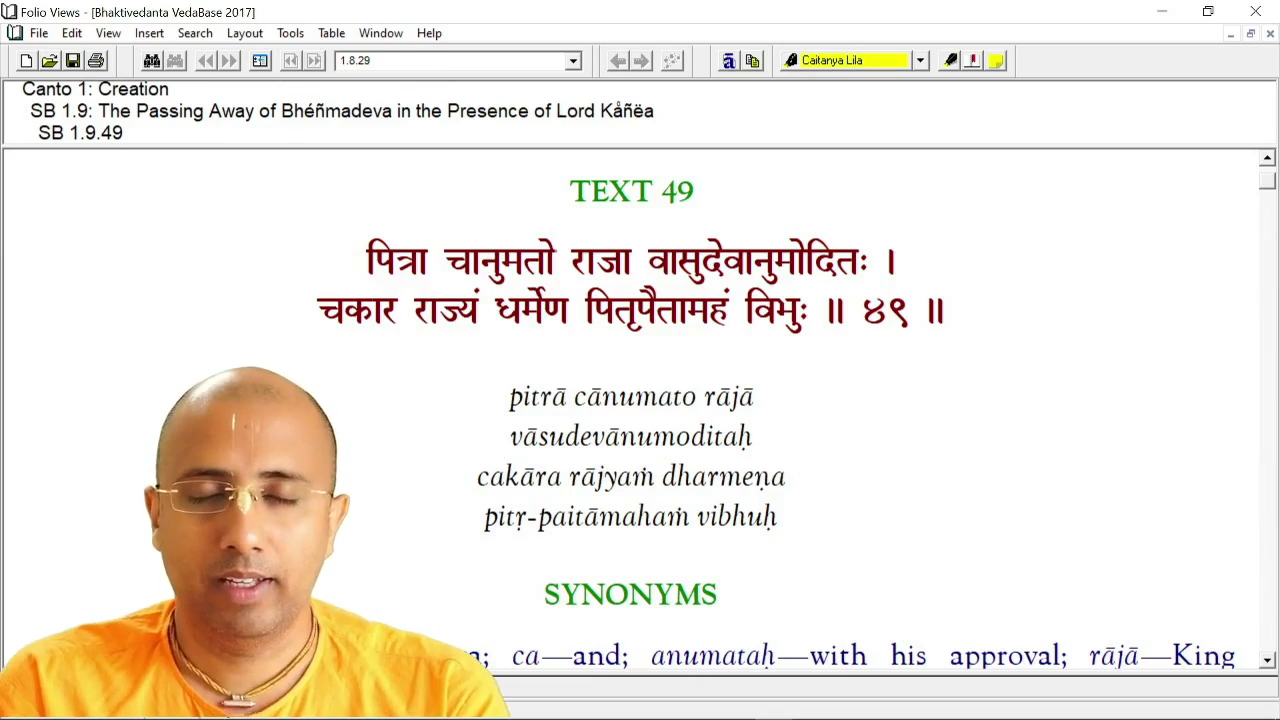 Folio Views - [Bhaktivedanta VedaBase 2017]
File Edit View Insert Search Layout Tools Table Window Help
1.8.29 Caitanya Lila
Canto 1: Creation
SB 1.9: The Passing Away of Bhéñmadeva in the Presence of Lord Kåñëa
SB 1.9.49
TEXT 49
पित्रा चानुमतो राजा वासुदेवानुमोदितः ।
चकार राज्यं धर्मेण पितृपैतामहं विभुः ॥ ४९ ॥
pitrā cānumato rājā
vāsudevānumoditaḥ
cakāra rājyaṁ dharmeṇa
pitṛ-paitāmahaṁ vibhuḥ
SYNONYMS
ca—and; anumataḥ—with his approval; rājā—King